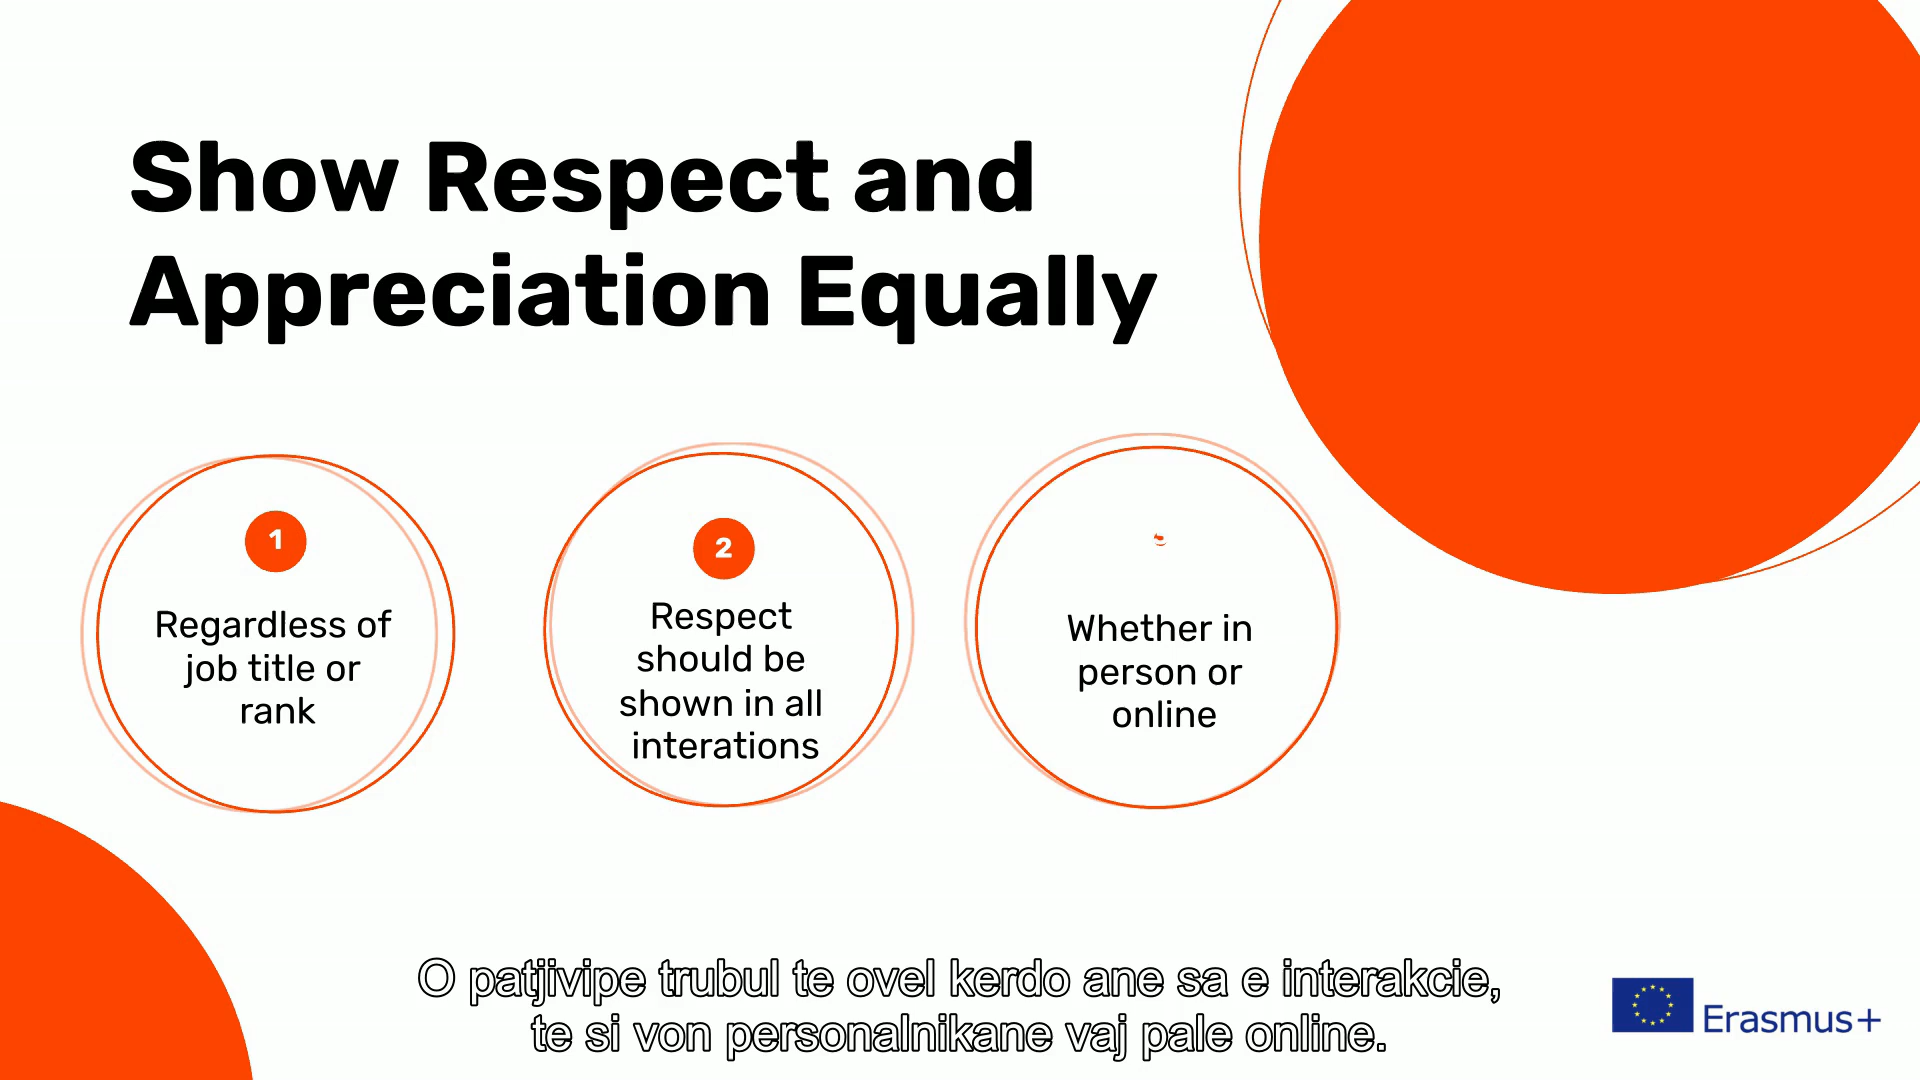 Show Respect and
Appreciation Equally
1
Regardless of
job title or
rank
2
Respect
should be
shown in all
interations
Whether in
person or
online
O patjivipe trubul te ovel kerdo ane sa e interakcie,
te si von personalnikane vaj pale online.
Erasmus+